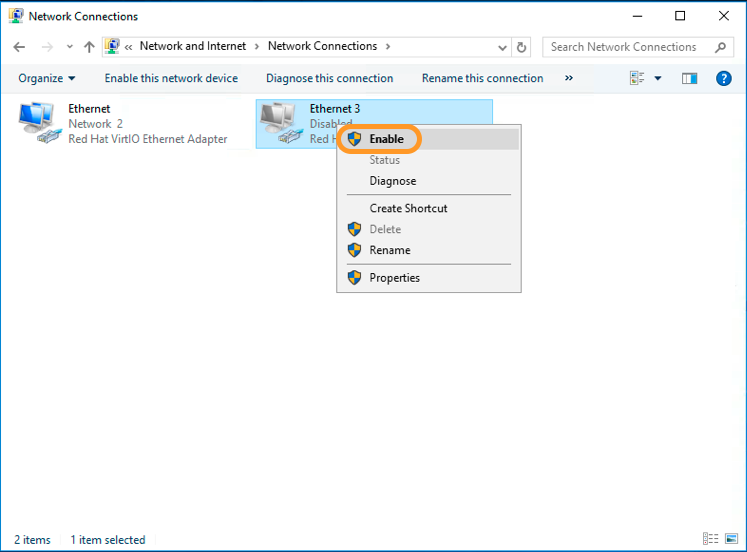 Network Connections
« Network and Internet > Network Connections >
Search Network Connections
Organize
Enable this network device
Diagnose this connection
Rename this connection
»
Ethernet
Network 2
Red Hat VirtIO Ethernet Adapter
Ethernet 3
Disabled
Red H
Enable
Status
Diagnose
Create Shortcut
Delete
Rename
Properties
2 items
1 item selected